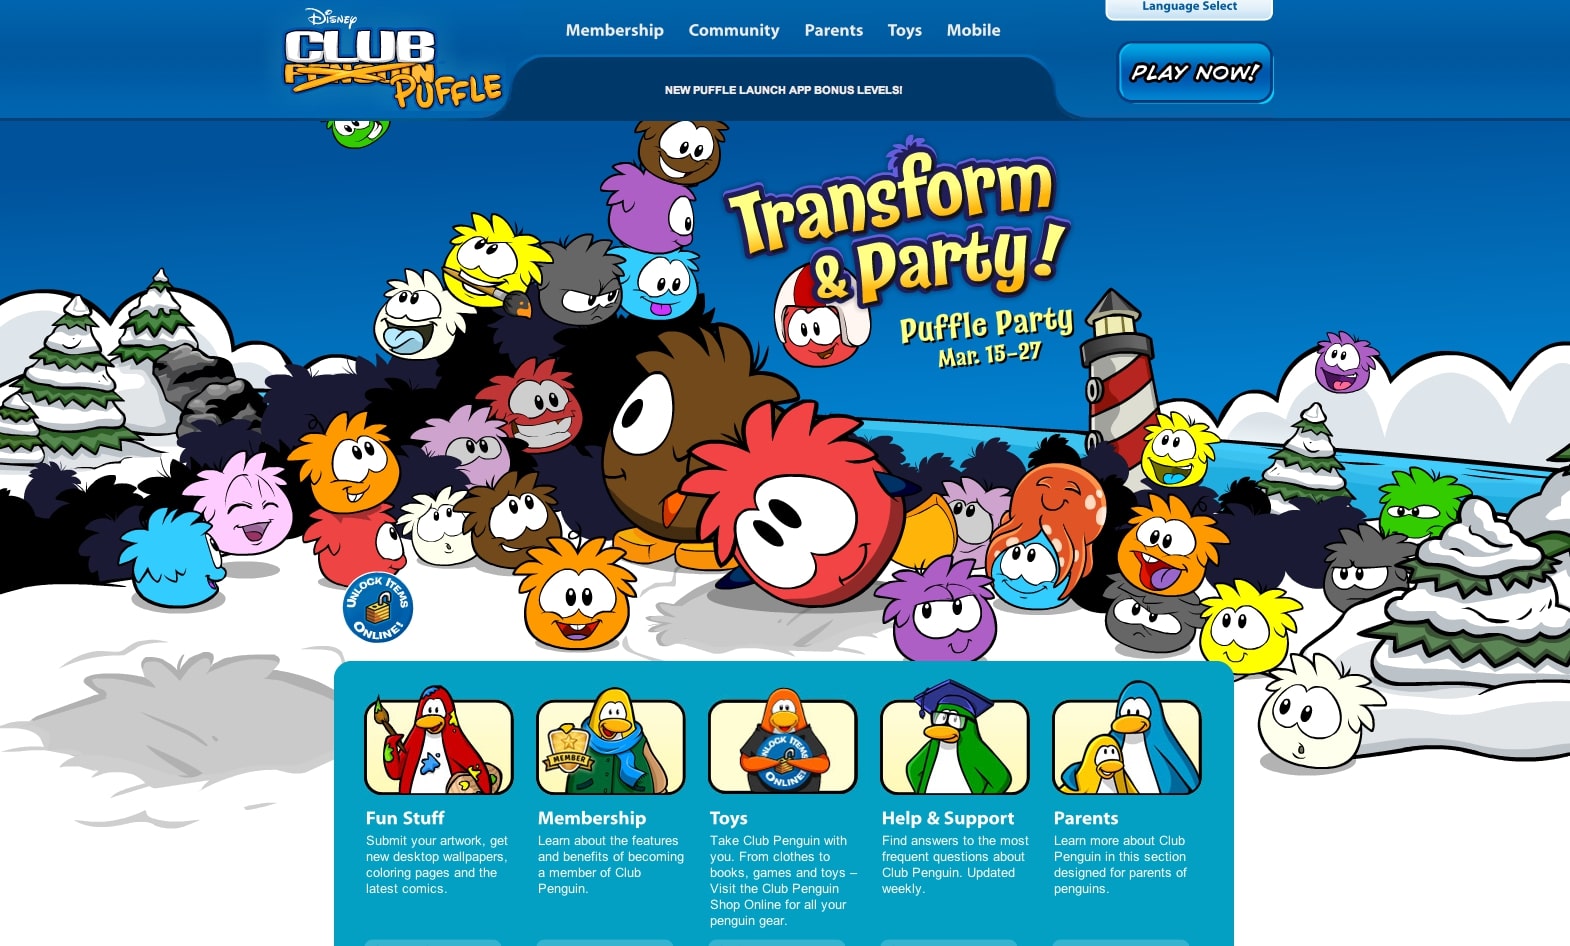 Language Select
Disney
CLUB
PENGUIN
PUFFLE
Membership Community Parents Toys Mobile
PLAY NOW!
NEW PUFFLE LAUNCH APP BONUS LEVELS!
Transform
& Party!
Puffle Party
Mar. 15-27
UNLOCK ITEMS
ONLINE!
MEMBER
UNLOCK ITEMS
ONLINE!
Fun Stuff
Submit your artwork, get
new desktop wallpapers,
coloring pages and the
latest comics.
Membership
Learn about the features
and benefits of becoming
a member of Club
Penguin.
Toys
Take Club Penguin with
you. From clothes to
books, games and toys –
Visit the Club Penguin
Shop Online for all your
penguin gear.
Help & Support
Find answers to the most
frequent questions about
Club Penguin. Updated
weekly.
Parents
Learn more about Club
Penguin in this section
designed for parents of
penguins.